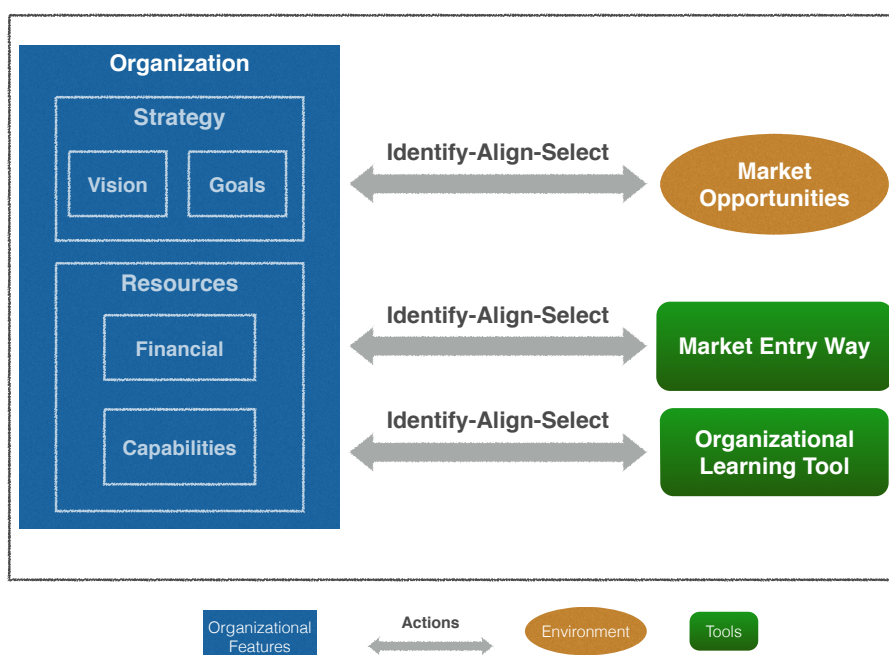 Organization
Strategy
Vision
Goals
Identify-Align-Select
Market
Opportunities
Resources
Financial
Identify-Align-Select
Market Entry Way
Capabilities
Identify-Align-Select
Organizational
Learning Tool
Organizational
Features
Actions
Environment
Tools